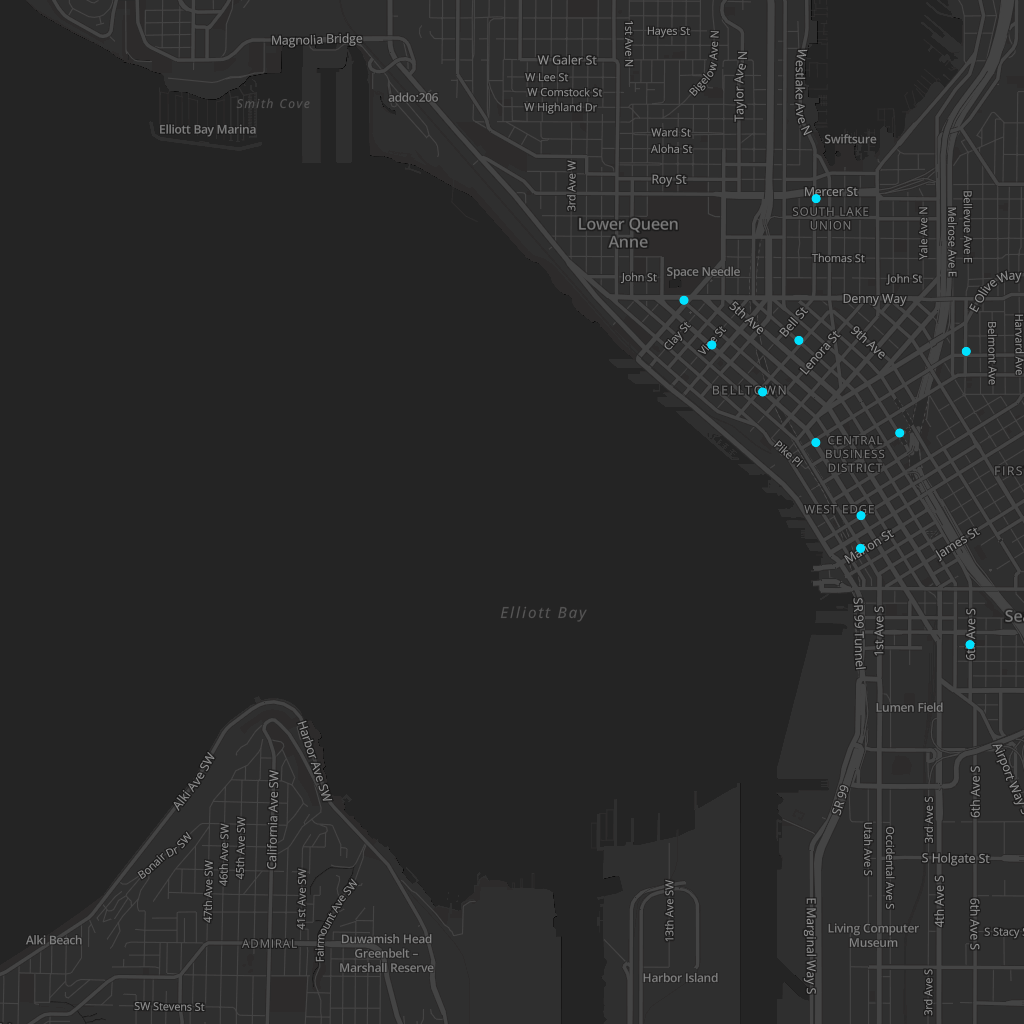 Hayes St
1st Ave N
Magnolia Bridge
W Galer St
Bigelow Ave N
Taylor Ave N
Westlake Ave N
W Lee St
W Comstock St
W Highland Dr
addo:206
Smith Cove
Elliott Bay Marina
Ward St
Aloha St
Swiftsure
3rd Ave W
Roy St
Mercer St
SOUTH LAKE
UNION
Yale Ave N
Melrose Ave E
Bellevue Ave E
Lower Queen
Anne
Thomas St
John St
Space Needle
John St
E Olive Way
Denny Way
Clay St
Vine St
5th Ave
Bell St
Lenora St
9th Ave
Belmont Ave
Harvard Ave
BELLTOWN
Pike Pl
CENTRAL
BUSINESS
DISTRICT
FIRS
WEST EDGE
Marion St
James St
Elliott Bay
SR 99 Tunnel
1st Ave S
6th Ave S
Sea
Lumen Field
Harbor Ave SW
Alki Ave SW
California Ave SW
SR 99
6th Ave S
Airport Way S
Bonair Dr SW
47th Ave SW
46th Ave SW
45th Ave SW
41st Ave SW
Fairmount Ave SW
Utah Ave S
Occidental Ave S
3rd Ave S
S Holgate St
13th Ave SW
E Marginal Way S
4th Ave S
6th Ave S
S Stacy S
Living Computer
Museum
Alki Beach
ADMIRAL
Duwamish Head
Greenbelt –
Marshall Reserve
Harbor Island
3rd Ave S
SW Stevens St